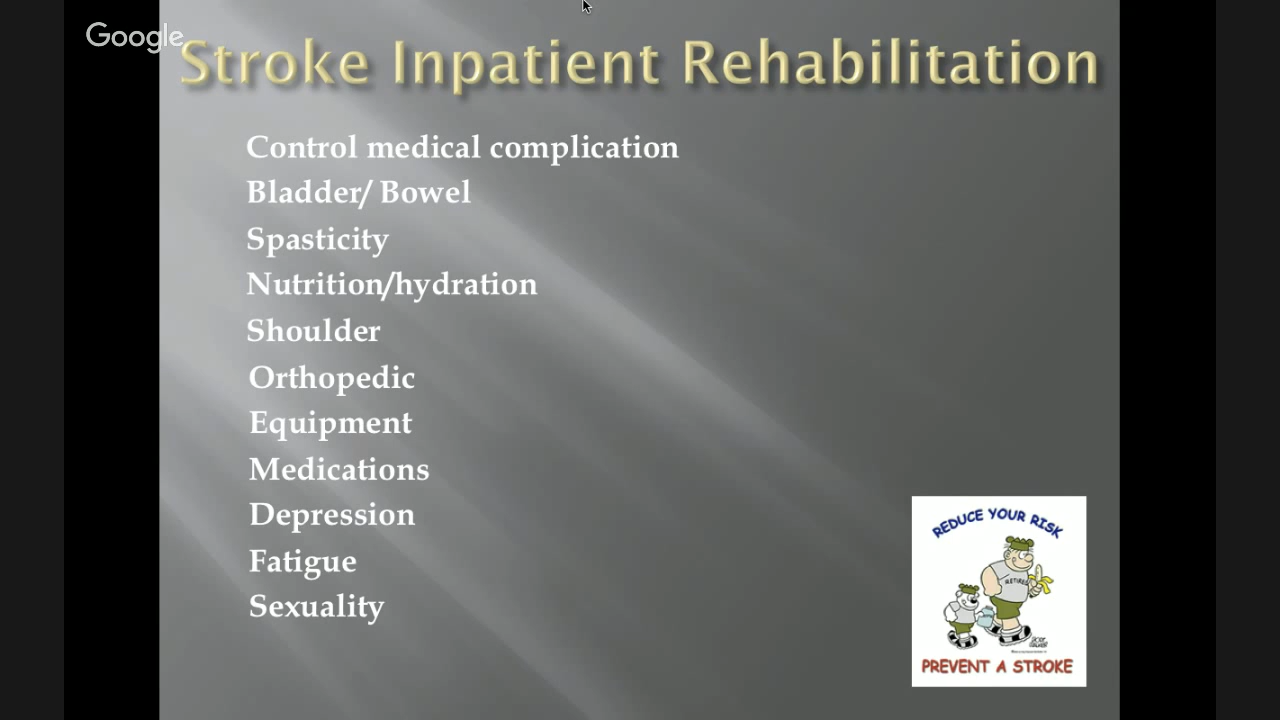 Google
Stroke Inpatient Rehabilitation
Control medical complication
Bladder/ Bowel
Spasticity
Nutrition/hydration
Shoulder
Orthopedic
Equipment
Medications
Depression
Fatigue
Sexuality
REDUCE YOUR RISK
RETIRED
PREVENT A STROKE